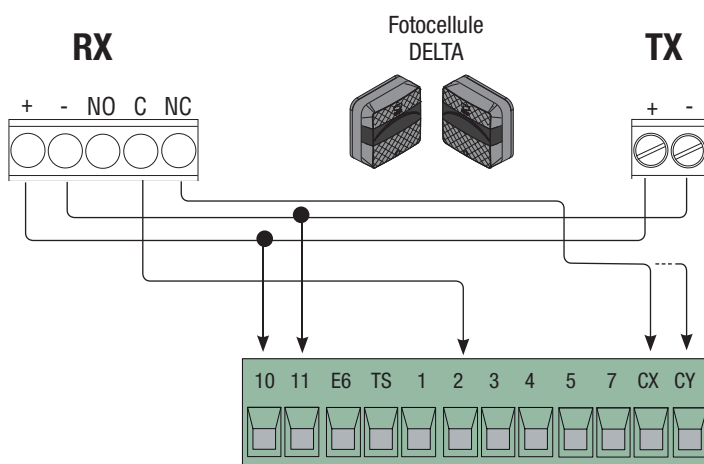 Fotocellule
DELTA
RX
TX
+ - NO C NC
+ -
10 11 E6 TS 1 2 3 4 5 7 CX CY